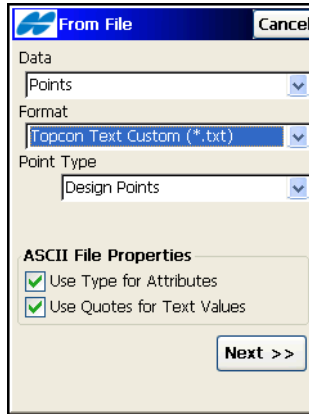 From File
Cancel
Data
Points
Format
Topcon Text Custom (*.txt)
Point Type
Design Points
ASCII File Properties
Use Type for Attributes
Use Quotes for Text Values
Next >>